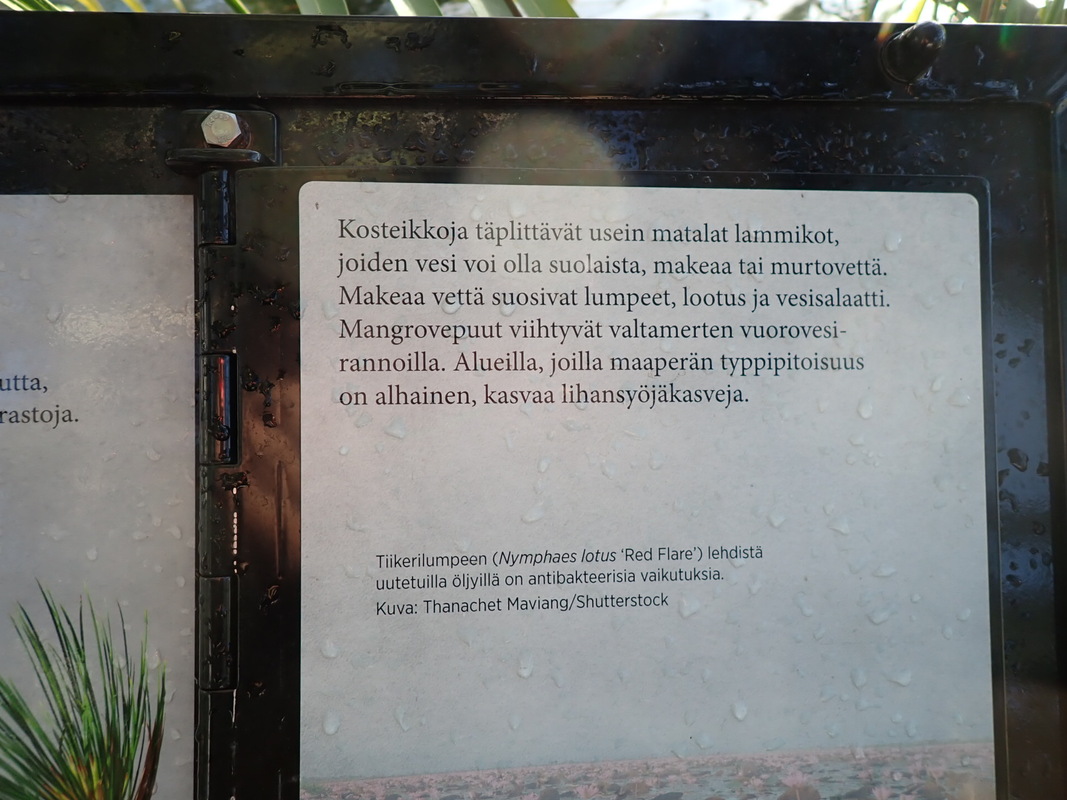 utta,
rastoja.
Kosteikkoja täplittävät usein matalat lammikot,
joiden vesi voi olla suolaista, makeaa tai murtovettä.
Makeaa vettä suosivat lumpeet, lootus ja vesisalaatti.
Mangrovepuut viihtyvät valtamerten vuorovesi-
rannoilla. Alueilla, joilla maaperän typpipitoisuus
on alhainen, kasvaa lihansyöjäkasveja.
Tiikerilumpeen (Nymphaes lotus ‘Red Flare’) lehdistä
uutetuilla öljyillä on antibakteerisia vaikutuksia.
Kuva: Thanachet Maviang/Shutterstock